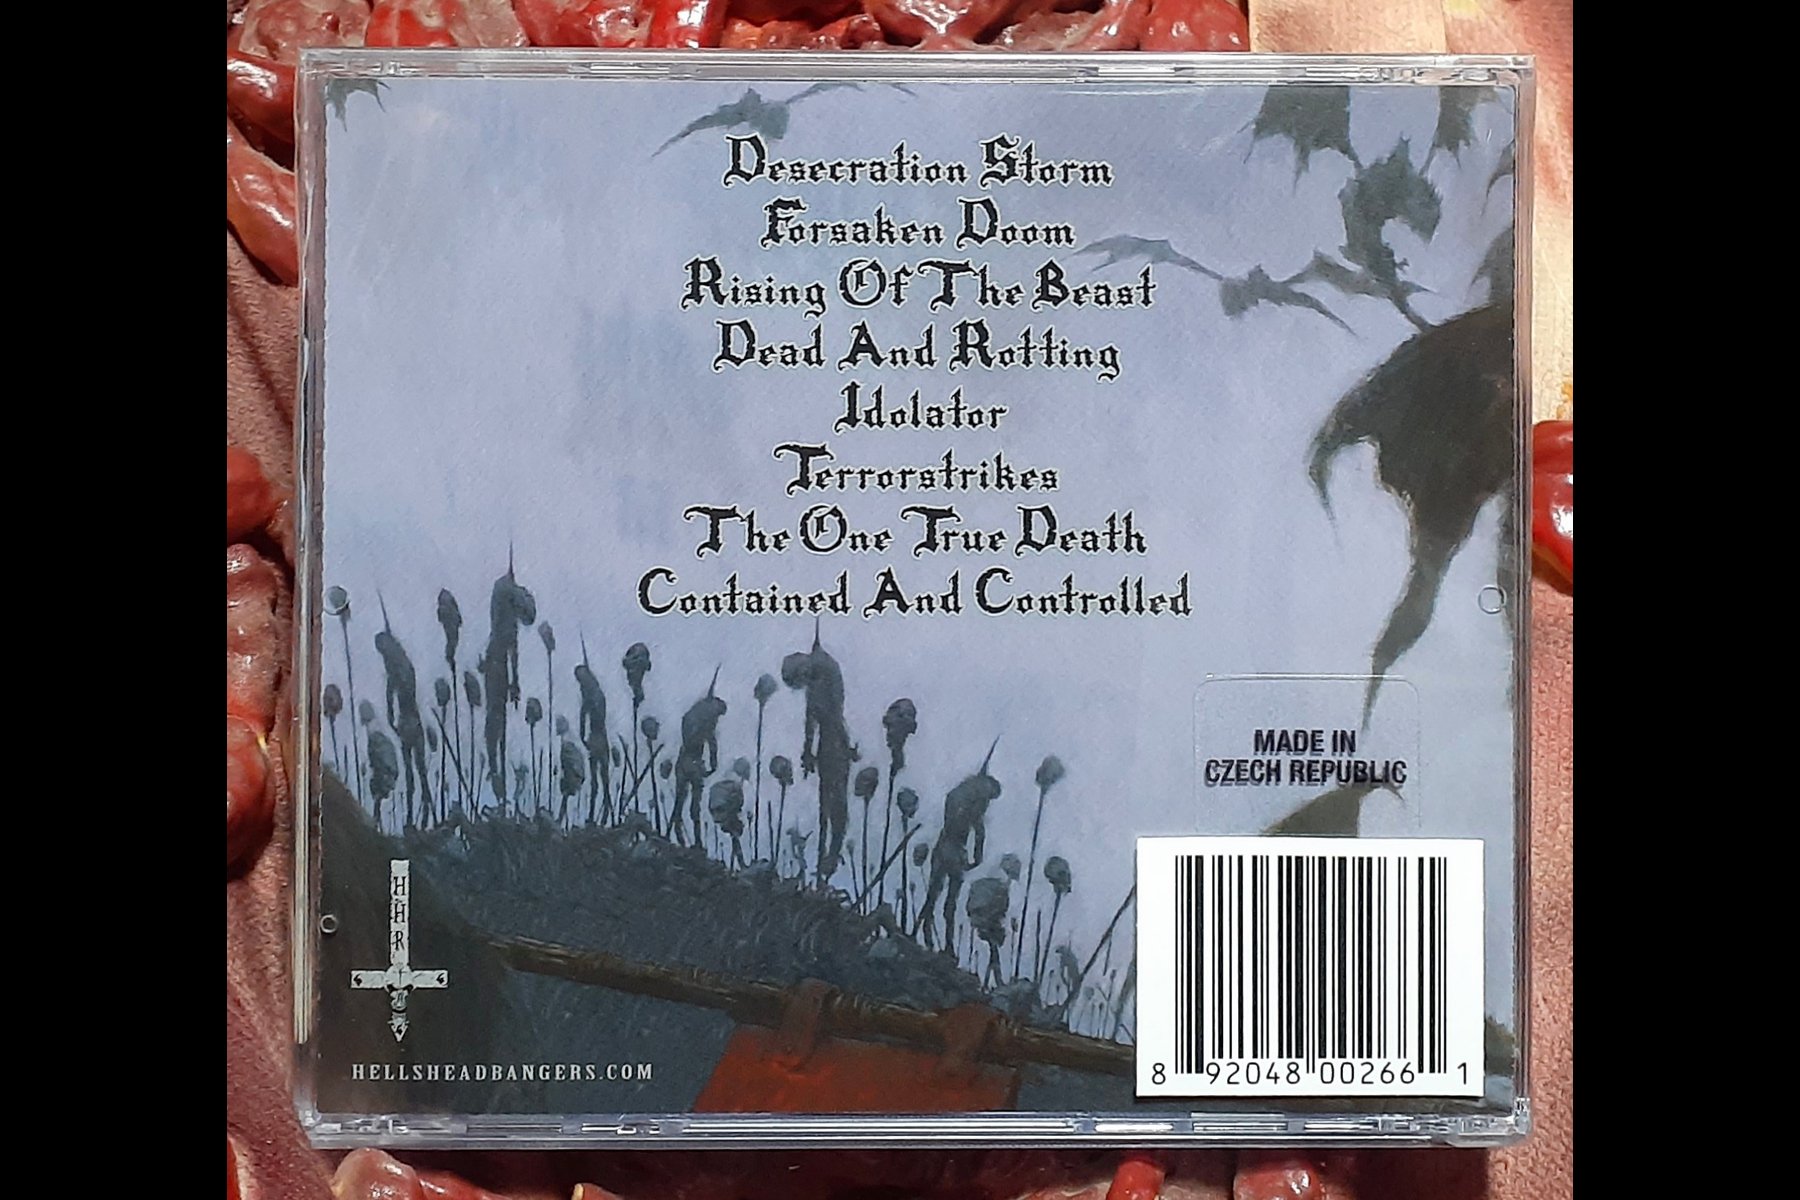 Desecration Storm
Forsaken Doom
Rising Of The Beast
Dead And Rotting
Idolator
Terrorstrikes
The One True Death
Contained And Controlled
MADE IN
CZECH REPUBLIC
H
H
R
HELLSHEADBANGERS.COM
8 92048 00266 1